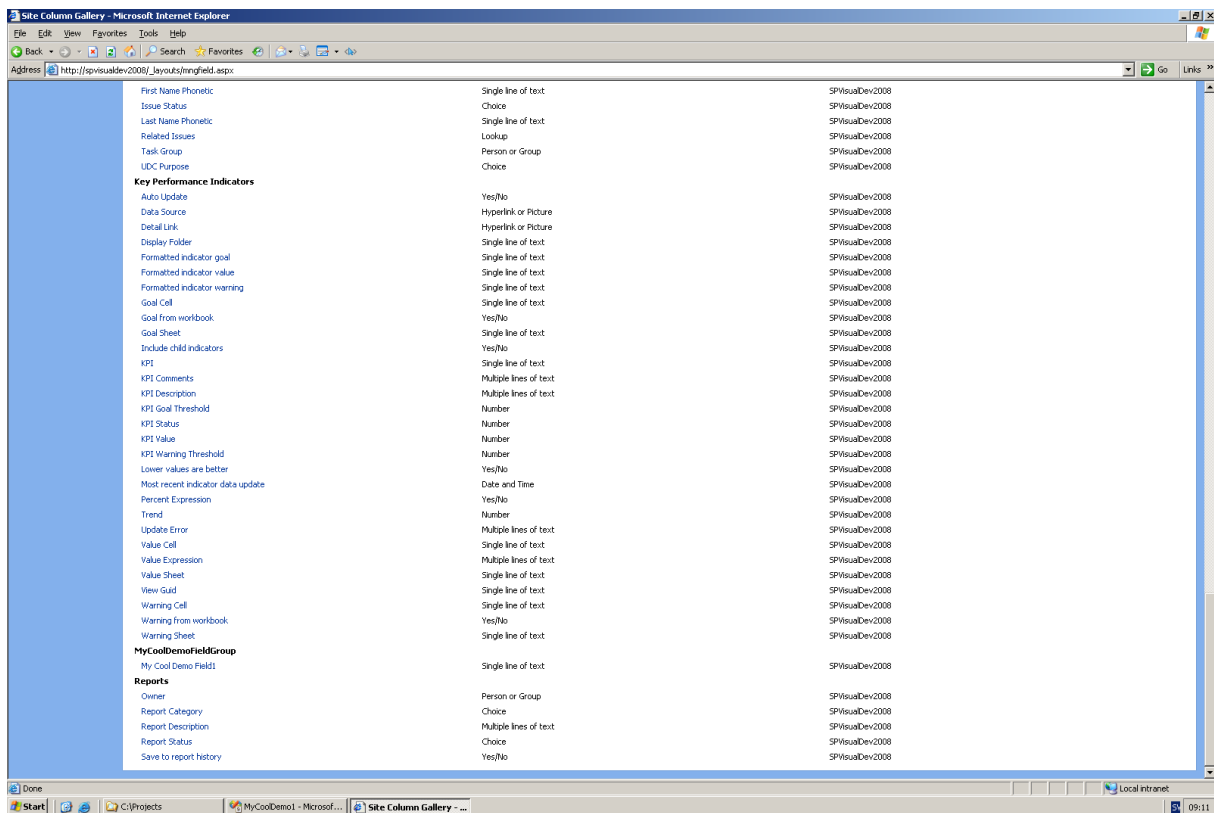 Site Column Gallery - Microsoft Internet Explorer
File Edit View Favorites Tools Help
Back Search Favorites
Address http://spvisualdev2008/_layouts/mngfield.aspx Go Links »
First Name Phonetic Single line of text SPVisualDev2008
Issue Status Choice SPVisualDev2008
Last Name Phonetic Single line of text SPVisualDev2008
Related Issues Lookup SPVisualDev2008
Task Group Person or Group SPVisualDev2008
UDC Purpose Choice SPVisualDev2008
Key Performance Indicators
Auto Update Yes/No SPVisualDev2008
Data Source Hyperlink or Picture SPVisualDev2008
Detail Link Hyperlink or Picture SPVisualDev2008
Display Folder Single line of text SPVisualDev2008
Formatted indicator goal Single line of text SPVisualDev2008
Formatted indicator value Single line of text SPVisualDev2008
Formatted indicator warning Single line of text SPVisualDev2008
Goal Cell Single line of text SPVisualDev2008
Goal from workbook Yes/No SPVisualDev2008
Goal Sheet Single line of text SPVisualDev2008
Include child indicators Yes/No SPVisualDev2008
KPI Single line of text SPVisualDev2008
KPI Comments Multiple lines of text SPVisualDev2008
KPI Description Multiple lines of text SPVisualDev2008
KPI Goal Threshold Number SPVisualDev2008
KPI Status Number SPVisualDev2008
KPI Value Number SPVisualDev2008
KPI Warning Threshold Number SPVisualDev2008
Lower values are better Yes/No SPVisualDev2008
Most recent indicator data update Date and Time SPVisualDev2008
Percent Expression Yes/No SPVisualDev2008
Trend Number SPVisualDev2008
Update Error Multiple lines of text SPVisualDev2008
Value Cell Single line of text SPVisualDev2008
Value Expression Multiple lines of text SPVisualDev2008
Value Sheet Single line of text SPVisualDev2008
View Guid Single line of text SPVisualDev2008
Warning Cell Single line of text SPVisualDev2008
Warning from workbook Yes/No SPVisualDev2008
Warning Sheet Single line of text SPVisualDev2008
MyCoolDemoFieldGroup
My Cool Demo Field1 Single line of text SPVisualDev2008
Reports
Owner Person or Group SPVisualDev2008
Report Category Choice SPVisualDev2008
Report Description Multiple lines of text SPVisualDev2008
Report Status Choice SPVisualDev2008
Save to report history Yes/No SPVisualDev2008
Done Local intranet
Start C:\Projects MyCoolDemo1 - Microsof... Site Column Gallery - ... SV 09:11